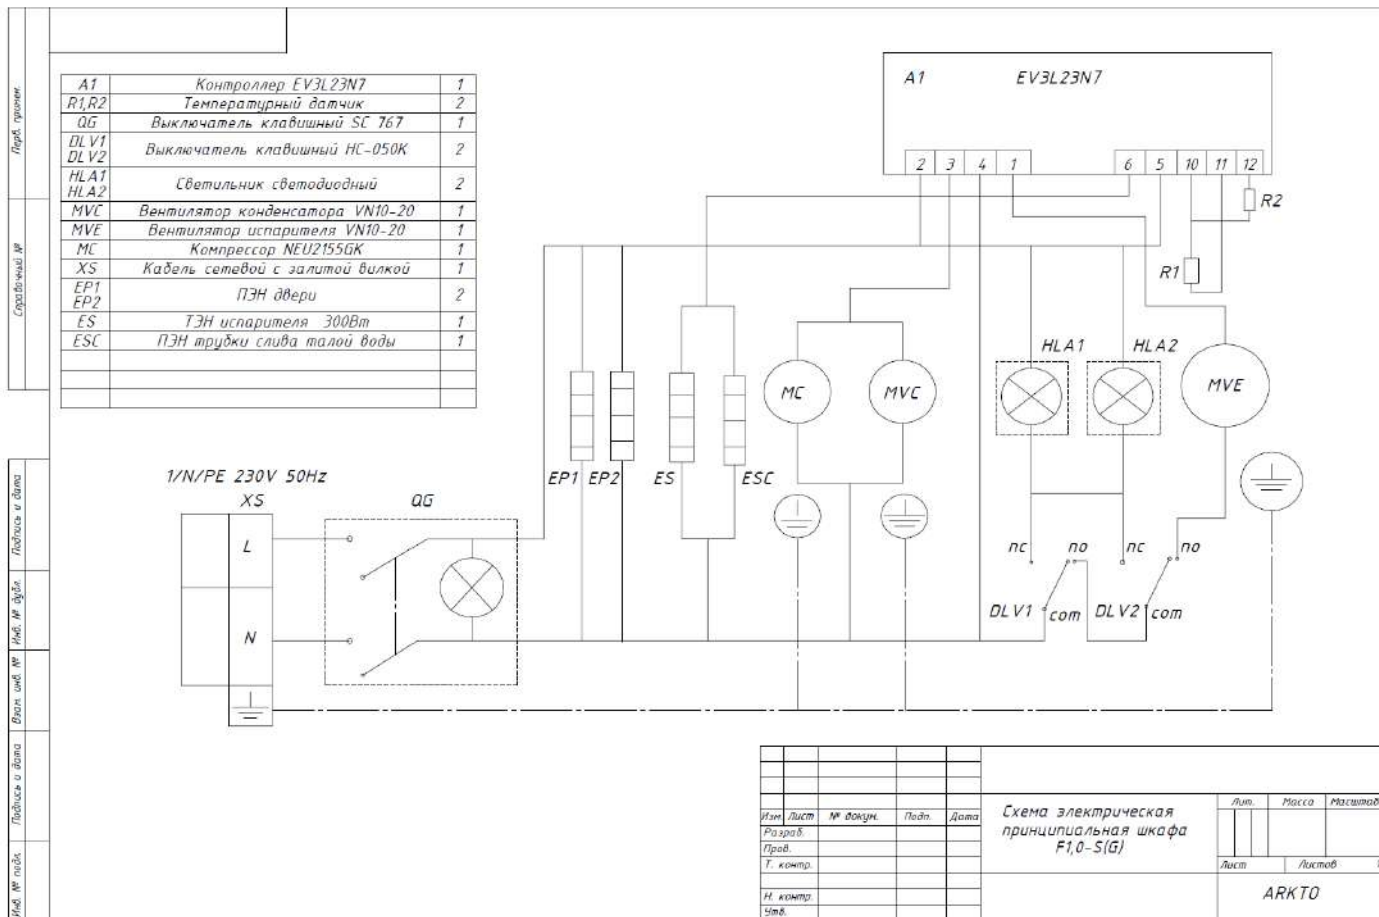 Перв. примен.
Справочный №
Подпись и дата
Инв. № дубл.
Взам. инв. №
Подпись и дата
Инв. № подл.
A1 Контроллер EV3L23N7 1
R1,R2 Температурный датчик 2
QG Выключатель клавишный SC 767 1
DLV1
DLV2 Выключатель клавишный НС-050К 2
HLA1
HLA2 Светильник светодиодный 2
MVC Вентилятор конденсатора VN10-20 1
MVE Вентилятор испарителя VN10-20 1
MC Компрессор NEU2155GK 1
XS Кабель сетевой с залитой вилкой 1
EP1
EP2 ПЭН двери 2
ES ТЭН испарителя 300Вт 1
ESC ПЭН трубки слива талой воды 1
A1 EV3L23N7
2 3 4 1 6 5 10 11 12
R2
R1
HLA1 HLA2
MC MVC MVE
EP1 EP2 ES ESC
1/N/PE 230V 50Hz
XS QG
L
N
nc no nc no
DLV1 com DLV2 com
Изм. Лист № докум. Подп. Дата
Разраб.
Пров.
Т. контр.
Н. контр.
Утв.
Схема электрическая
принципиальная шкафа
F1,0-S(G)
Лит. Масса Масштаб
Лист Листов
ARKTO